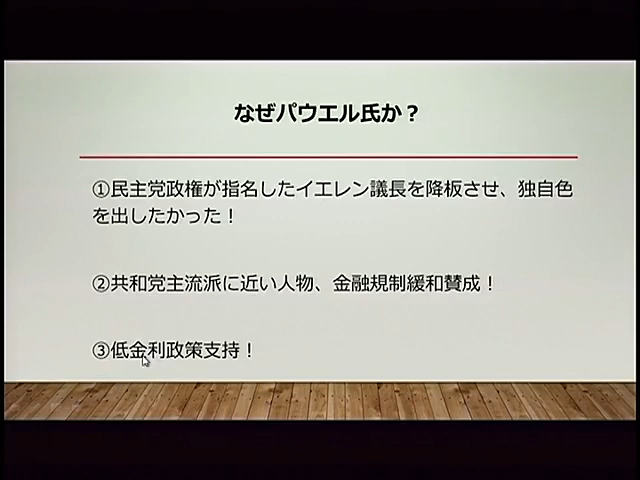 なぜパウエル氏か？
①民主党政権が指名したイエレン議長を降板させ、独自色
を出したかった！
②共和党主流派に近い人物、金融規制緩和賛成！
③低金利政策支持！